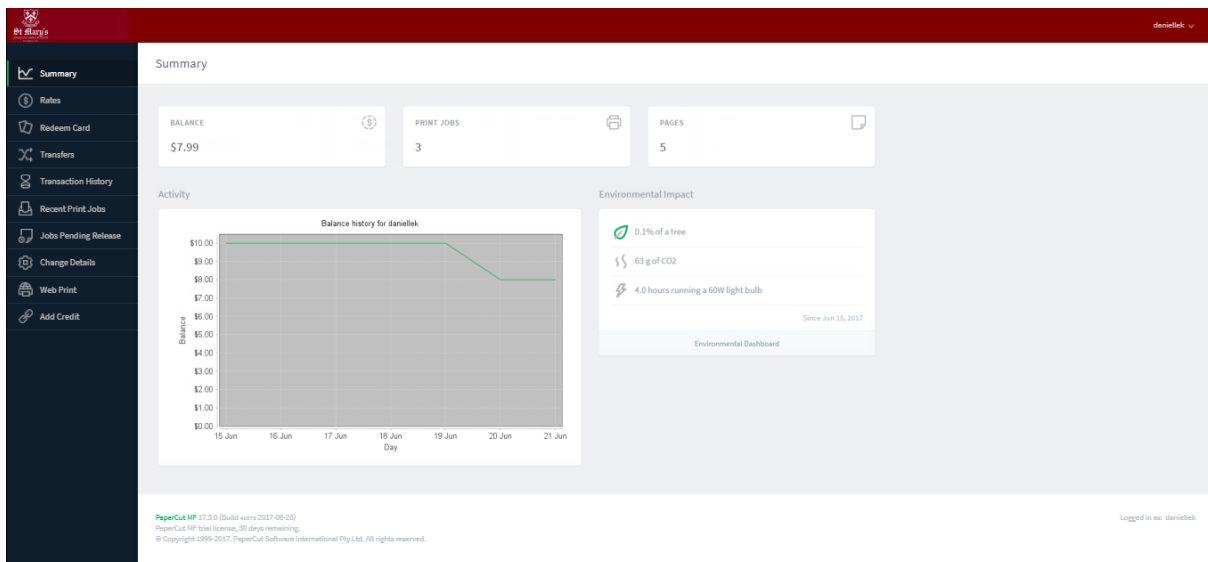 St Mary's
daniellek
Summary
Rates
Redeem Card
Transfers
Transaction History
Recent Print Jobs
Jobs Pending Release
Change Details
Web Print
Add Credit
Summary
BALANCE
$7.99
PRINT JOBS
3
PAGES
5
Activity
Balance history for daniellek
$10.00
$9.00
$8.00
$7.00
$6.00
$5.00
$4.00
$3.00
$2.00
$1.00
$0.00
Balance
15 Jun 16 Jun 17 Jun 18 Jun 19 Jun 20 Jun 21 Jun
Day
Environmental Impact
0.1% of a tree
63 g of CO2
4.0 hours running a 60W light bulb
Since Jun 15, 2017
Environmental Dashboard
PaperCut MF 17.3.0 (Build 2017-06-28)
PaperCut MF trial license, 30 days remaining.
© Copyright 1999-2017. PaperCut Software International Pty Ltd. All rights reserved.
Logged in as: daniellek